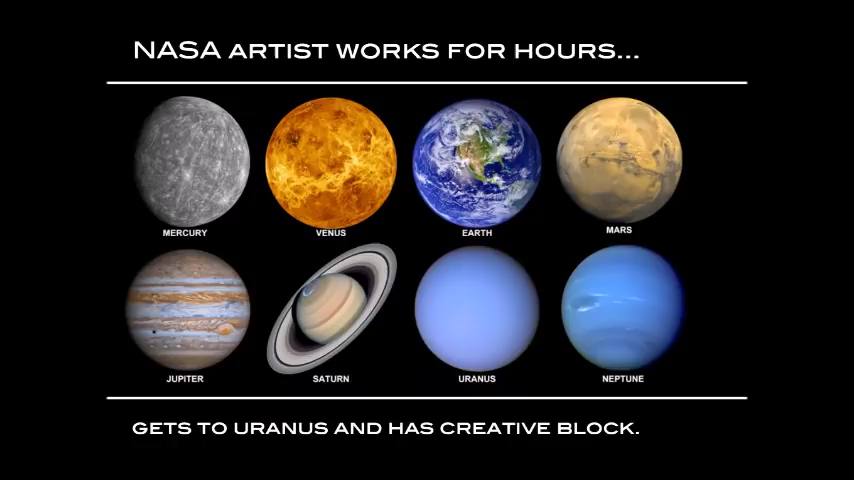 NASA ARTIST WORKS FOR HOURS...
MERCURY VENUS EARTH MARS
JUPITER SATURN URANUS NEPTUNE
GETS TO URANUS AND HAS CREATIVE BLOCK.